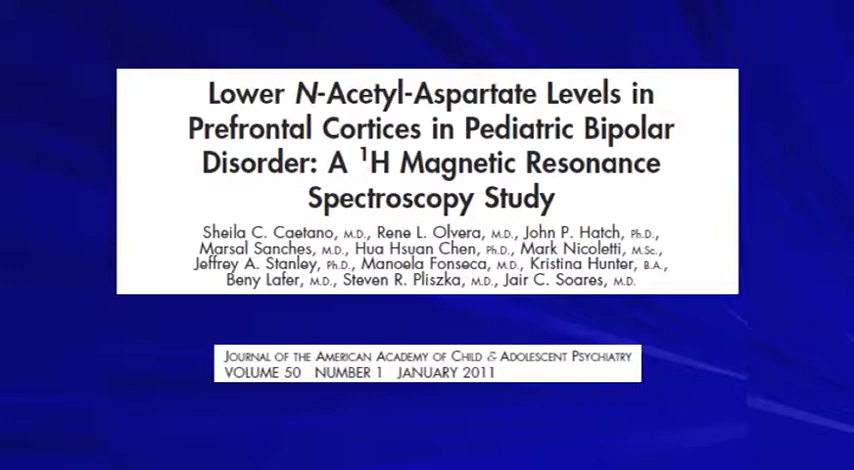 Lower N-Acetyl-Aspartate Levels in
Prefrontal Cortices in Pediatric Bipolar
Disorder: A ¹H Magnetic Resonance
Spectroscopy Study
Sheila C. Caetano, M.D., Rene L. Olvera, M.D., John P. Hatch, Ph.D.,
Marsal Sanches, M.D., Hua Hsuan Chen, Ph.D., Mark Nicoletti, M.Sc.,
Jeffrey A. Stanley, Ph.D., Manoela Fonseca, M.D., Kristina Hunter, B.A.,
Beny Lafer, M.D., Steven R. Pliszka, M.D., Jair C. Soares, M.D.
JOURNAL OF THE AMERICAN ACADEMY OF CHILD & ADOLESCENT PSYCHIATRY
VOLUME 50 NUMBER 1 JANUARY 2011